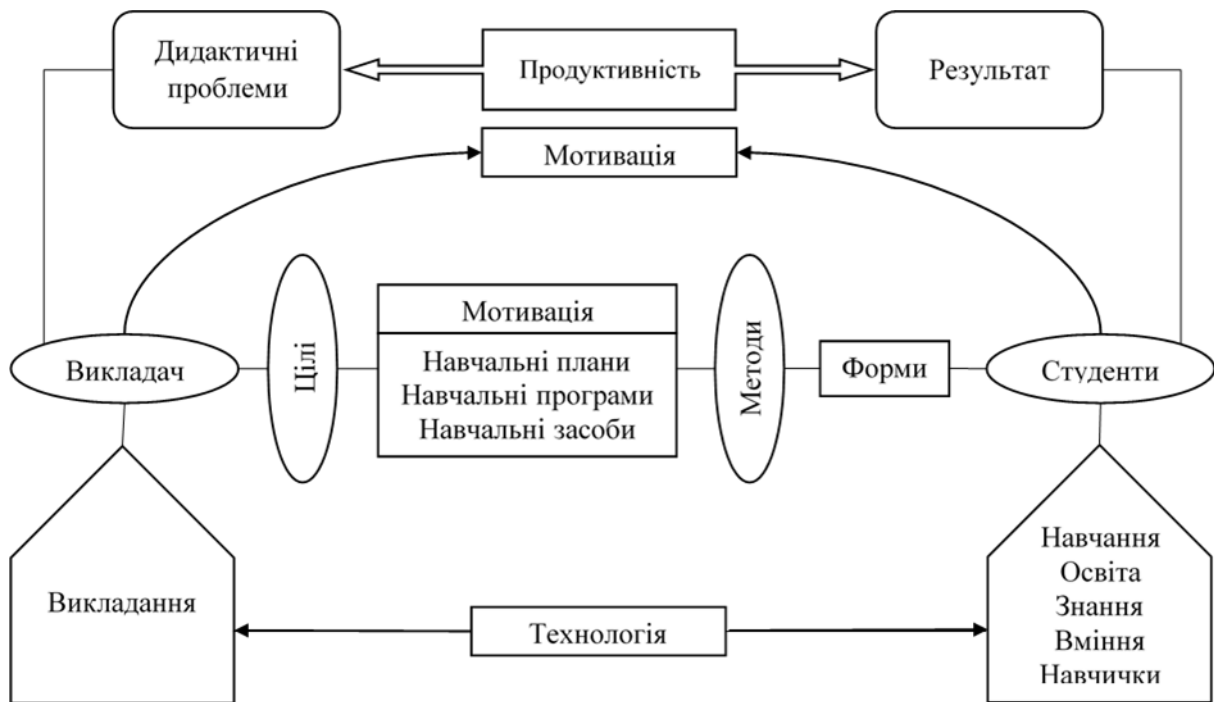 Дидактичні
проблеми
Продуктивність
Результат
Мотивація
Викладач
Цілі
Мотивація
Навчальні плани
Навчальні програми
Навчальні засоби
Методи
Форми
Студенти
Викладання
Технологія
Навчання
Освіта
Знання
Вміння
Навчички